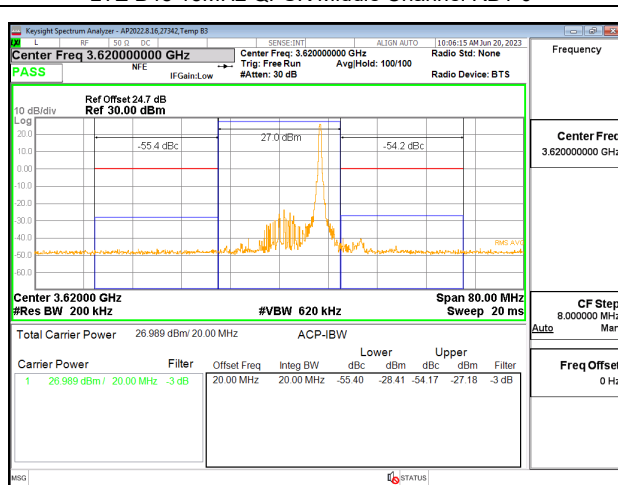 Keysight Spectrum Analyzer - AP2022.8.16,27342,Temp B3
L RF 50 Ω DC SENSE:INT ALIGN AUTO 10:06:15 AM Jun 20, 2023
Center Freq 3.620000000 GHz
Center Freq: 3.620000000 GHz
Radio Std: None
Frequency
NFE
Trig: Free Run
Avg|Hold: 100/100
PASS
IFGain:Low
#Atten: 30 dB
Radio Device: BTS
Ref Offset 24.7 dB
10 dB/div
Ref 30.00 dBm
Log
20.0
10.00
0.00
-10.0
-20.0
-30.0
-40.0
-50.0
-60.0
-55.4 dBc
27.0 dBm
-54.2 dBc
RMS AVG
Center 3.62000 GHz
Span 80.00 MHz
#Res BW 200 kHz
#VBW 620 kHz
Sweep 20 ms
Total Carrier Power 26.989 dBm/ 20.00 MHz
ACP-IBW
Lower Upper
Carrier Power Filter
Offset Freq Integ BW dBc dBm dBc dBm Filter
1 26.989 dBm / 20.00 MHz -3 dB
20.00 MHz 20.00 MHz -55.40 -28.41 -54.17 -27.18 -3 dB
Center Freq
3.620000000 GHz
CF Step
8.000000 MHz
Auto Man
Freq Offset
0 Hz
MSG
STATUS